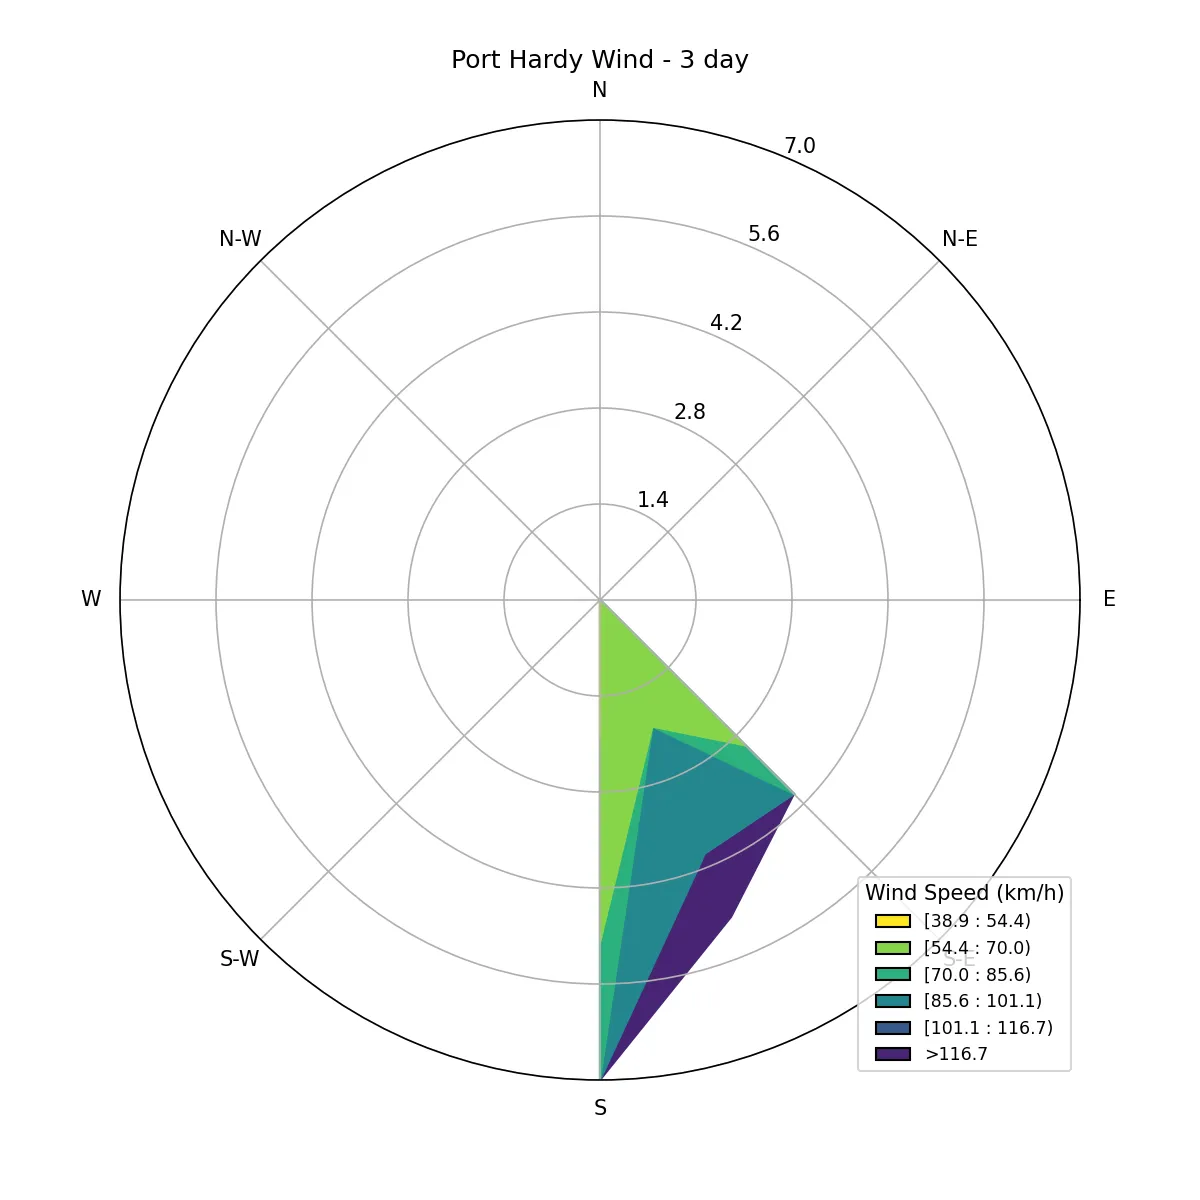 Port Hardy Wind - 3 day
N
7.0
5.6
N-W
N-E
4.2
2.8
1.4
W
E
Wind Speed (km/h)
[38.9 : 54.4)
[54.4 : 70.0)
S-W
S-E
[70.0 : 85.6)
[85.6 : 101.1)
[101.1 : 116.7)
>116.7
S